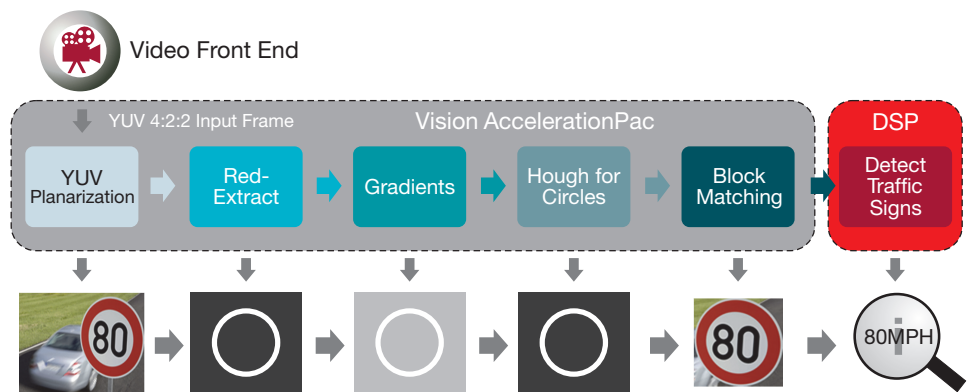 Video Front End
YUV 4:2:2 Input Frame
Vision AccelerationPac
DSP
YUV
Planarization
Red-
Extract
Gradients
Hough for
Circles
Block
Matching
Detect
Traffic
Signs
80
80
i
80MPH